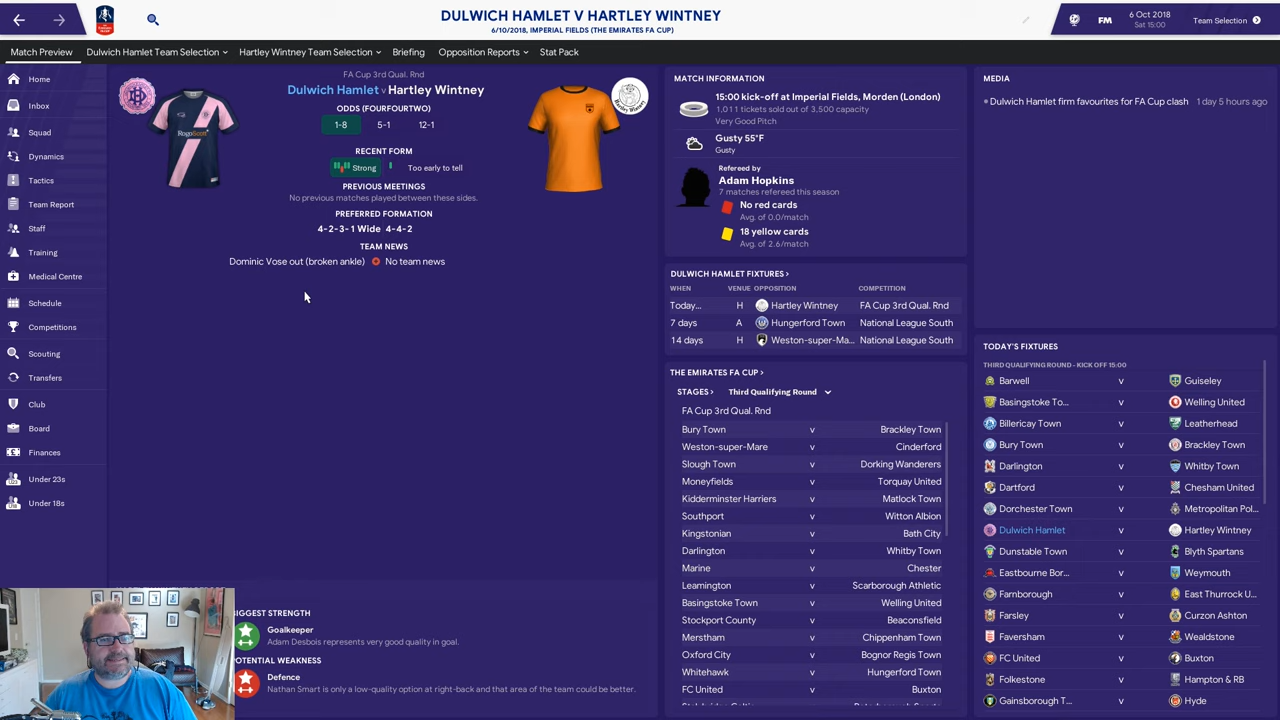 DULWICH HAMLET V HARTLEY WINTNEY
6/10/2018, IMPERIAL FIELDS (THE EMIRATES FA CUP)
FM
6 Oct 2018
Sat 15:00
Team Selection
Match Preview
Dulwich Hamlet Team Selection
Hartley Wintney Team Selection
Briefing
Opposition Reports
Stat Pack
Home
Inbox
Squad
Dynamics
Tactics
Team Report
Staff
Training
Medical Centre
Schedule
Competitions
Scouting
Transfers
Club
Board
Finances
Under 23s
Under 18s
FA Cup 3rd Qual. Rnd
Dulwich Hamlet v Hartley Wintney
ODDS (FOURFOURTWO)
1-8 5-1 12-1
RECENT FORM
Strong Too early to tell
PREVIOUS MEETINGS
No previous matches played between these sides.
PREFERRED FORMATION
4-2-3-1 Wide 4-4-2
TEAM NEWS
Dominic Vose out (broken ankle) No team news
BIGGEST STRENGTH
Goalkeeper
Adam Desbois represents very good quality in goal.
POTENTIAL WEAKNESS
Defence
Nathan Smart is only a low-quality option at right-back and that area of the team could be better.
MATCH INFORMATION
15:00 kick-off at Imperial Fields, Morden (London)
1,011 tickets sold out of 3,500 capacity
Very Good Pitch
Gusty 55°F
Gusty
Refereed by
Adam Hopkins
7 matches refereed this season
No red cards
Avg. of 0.0/match
18 yellow cards
Avg. of 2.6/match
DULWICH HAMLET FIXTURES >
WHEN VENUE OPPOSITION COMPETITION
Today... H Hartley Wintney FA Cup 3rd Qual. Rnd
7 days A Hungerford Town National League South
14 days H Weston-super-Ma... National League South
THE EMIRATES FA CUP >
STAGES > Third Qualifying Round
FA Cup 3rd Qual. Rnd
Bury Town v Brackley Town
Weston-super-Mare v Cinderford
Slough Town v Dorking Wanderers
Moneyfields v Torquay United
Kidderminster Harriers v Matlock Town
Southport v Witton Albion
Kingstonian v Bath City
Darlington v Whitby Town
Marine v Chester
Leamington v Scarborough Athletic
Basingstoke Town v Welling United
Stockport County v Beaconsfield
Merstham v Chippenham Town
Oxford City v Bognor Regis Town
Whitehawk v Hungerford Town
FC United v Buxton
MEDIA
Dulwich Hamlet firm favourites for FA Cup clash 1 day 5 hours ago
TODAY'S FIXTURES
THIRD QUALIFYING ROUND - KICK OFF 15:00
Barwell v Guiseley
Basingstoke To... v Welling United
Billericay Town v Leatherhead
Bury Town v Brackley Town
Darlington v Whitby Town
Dartford v Chesham United
Dorchester Town v Metropolitan Pol...
Dulwich Hamlet v Hartley Wintney
Dunstable Town v Blyth Spartans
Eastbourne Bor... v Weymouth
Farnborough v East Thurrock U...
Farsley v Curzon Ashton
Faversham v Wealdstone
FC United v Buxton
Folkestone v Hampton & RB
Gainsborough T... v Hyde